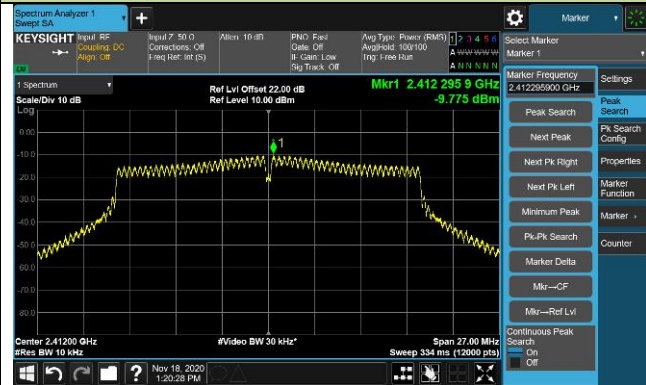 Spectrum Analyzer 1
Swept SA
+
Marker
KEYSIGHT
Input: RF
Coupling: DC
Align: Off
Input Z: 50 Ω
Corrections: Off
Freq Ref: Int (S)
Atten: 10 dB
PNO: Fast
Gate: Off
IF Gain: Low
Sig Track: Off
Avg Type: Power (RMS)
Avg|Hold: 100/100
Trig: Free Run
1 2 3 4 5 6
A W W W W W
A N N N N N
LXI
Select Marker
Marker 1
1 Spectrum
Scale/Div 10 dB
Log
Ref Lvl Offset 22.00 dB
Ref Level 10.00 dBm
Mkr1 2.412 295 9 GHz
-9.775 dBm
1
0.00
-10.0
-20.0
-30.0
-40.0
-50.0
-60.0
-70.0
-80.0
Center 2.41200 GHz
#Res BW 10 kHz
#Video BW 30 kHz*
Span 27.00 MHz
Sweep 334 ms (12000 pts)
Marker Frequency
2.412295900 GHz
Peak Search
Next Peak
Next Pk Right
Next Pk Left
Minimum Peak
Pk-Pk Search
Marker Delta
Mkr→CF
Mkr→Ref Lvl
Continuous Peak
Search
On
Off
Settings
Peak
Search
Pk Search
Config
Properties
Marker
Function
Marker→
Counter
?
Nov 18, 2020
1:20:28 PM